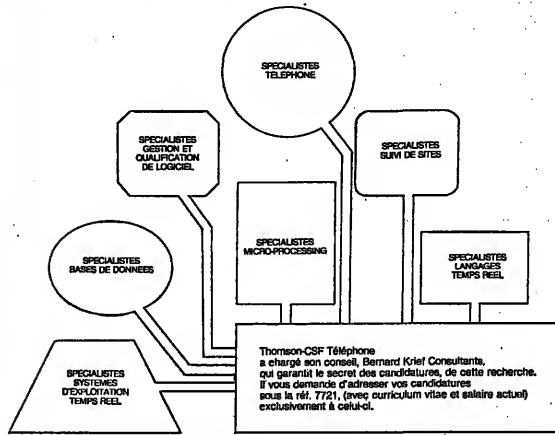 SPECIALISTES
TELEPHONE
SPECIALISTES
GESTION ET
QUALIFICATION
DE LOGICIEL
SPECIALISTES
SUIVI DE SITES
SPECIALISTES
MICRO-PROCESSING
SPECIALISTES
BASES DE DONNEES
SPECIALISTES
LANGAGES
TEMPS REEL
SPECIALISTES
SYSTEMES
D'EXPLOITATION
TEMPS REEL
Thomson-CSF Téléphone
a chargé son conseil, Bernard Krief Consultants,
qui garantit le secret des candidatures, de cette recherche.
Il vous demande d'adresser vos candidatures
sous la réf. 7721, (avec curriculum vitae et salaire actuel)
exclusivement à celui-ci.